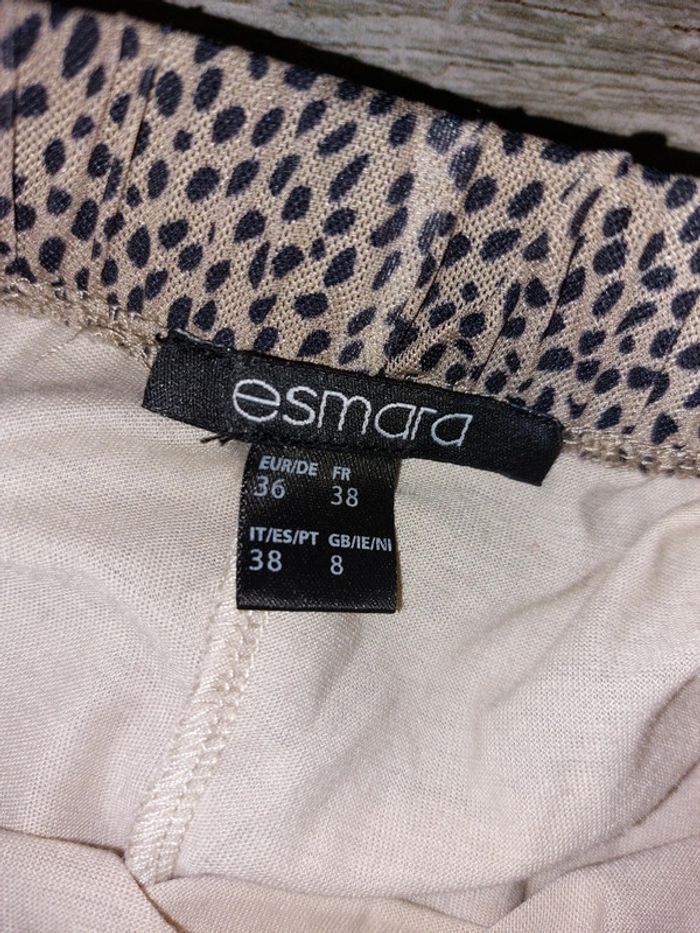 esmara
EUR/DE FR
36 38
IT/ES/PT GB/IE/NI
38 8